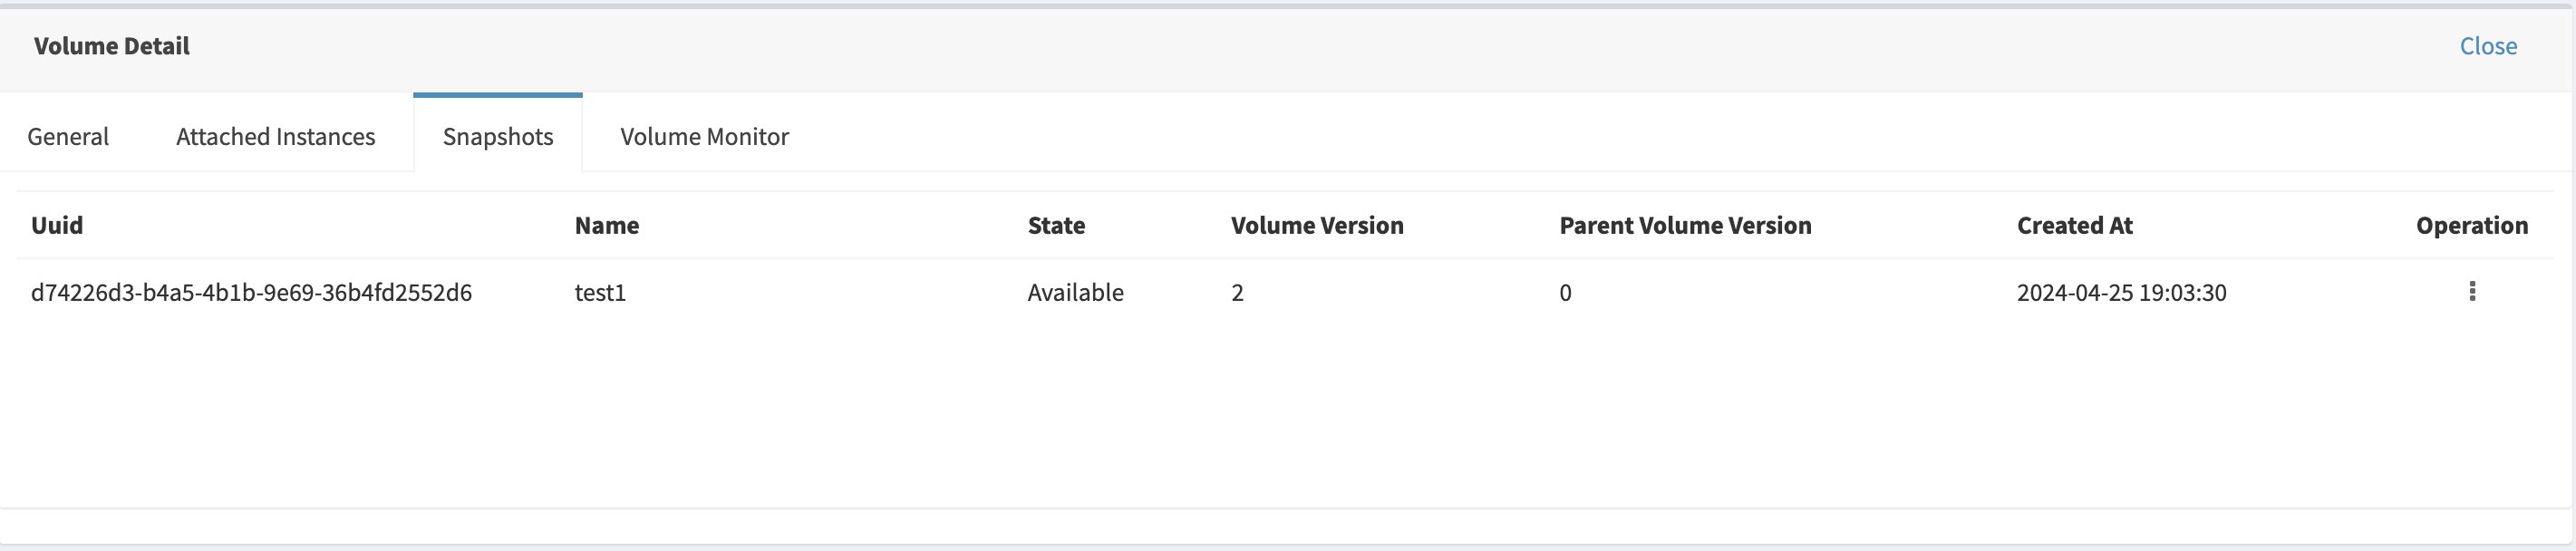 Volume Detail Close
General Attached Instances Snapshots Volume Monitor
Uuid Name State Volume Version Parent Volume Version Created At Operation
d74226d3-b4a5-4b1b-9e69-36b4fd2552d6 test1 Available 2 0 2024-04-25 19:03:30